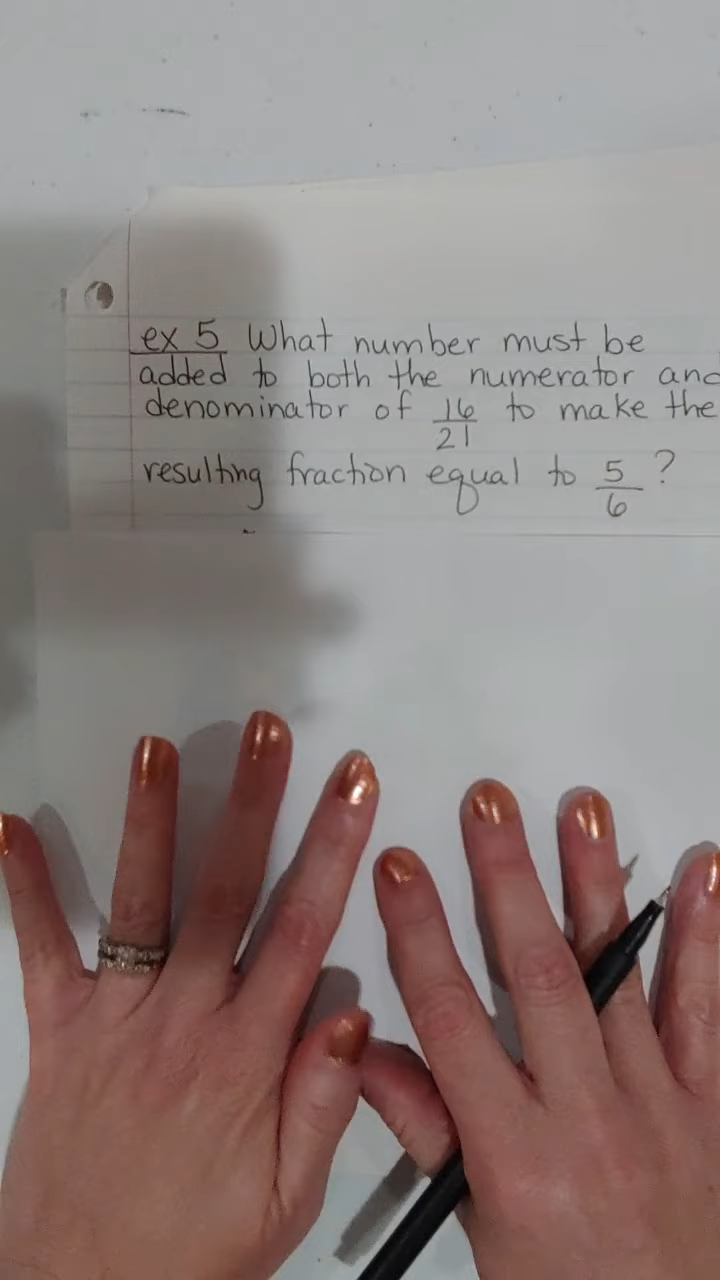 ex 5 What number must be
added to both the numerator and
denominator of 16/21 to make the
resulting fraction equal to 5/6?